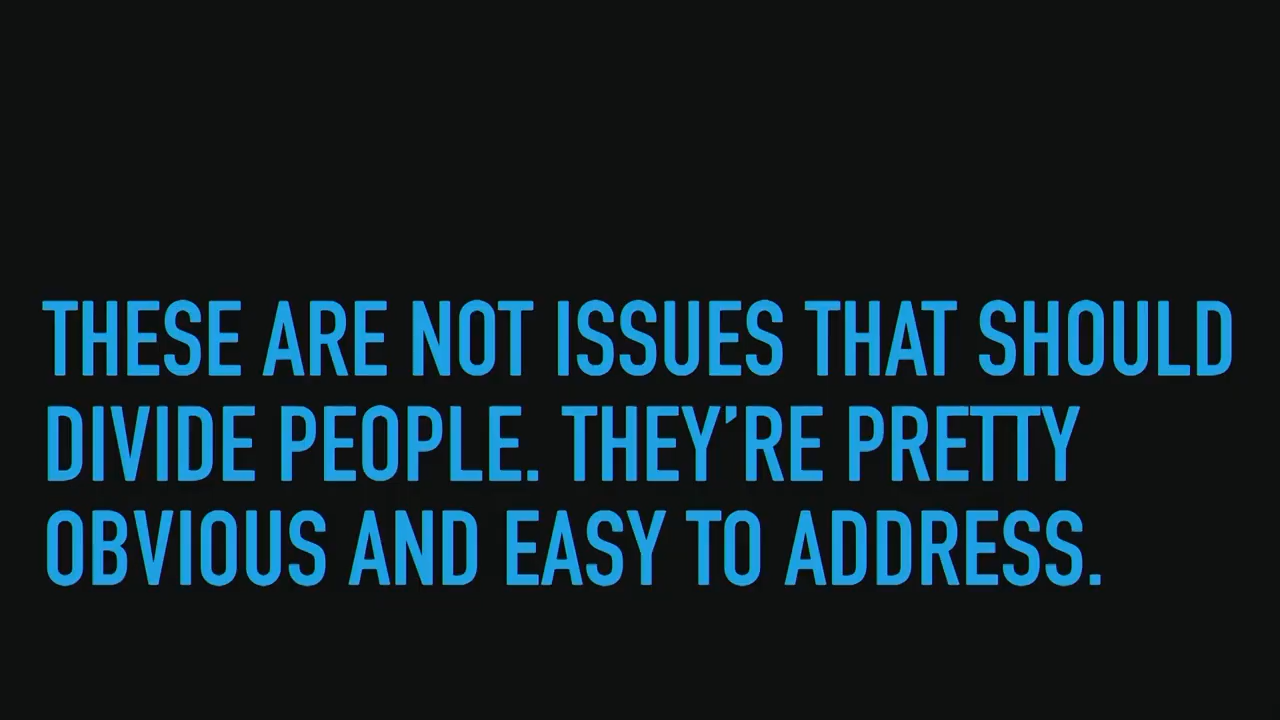 THESE ARE NOT ISSUES THAT SHOULD
DIVIDE PEOPLE. THEY’RE PRETTY
OBVIOUS AND EASY TO ADDRESS.